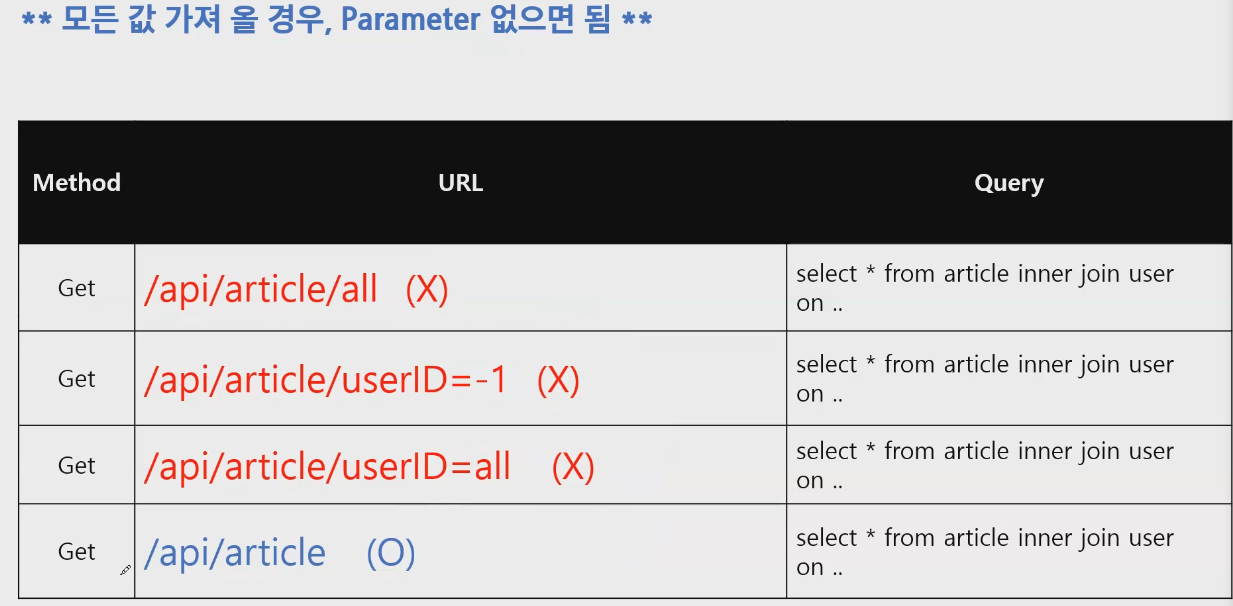 ** 모든 값 가져 올 경우, Parameter 없으면 됨 **
Method URL Query
Get /api/article/all (X) select * from article inner join user
on ..
Get /api/article/userID=-1 (X) select * from article inner join user
on ..
Get /api/article/userID=all (X) select * from article inner join user
on ..
Get /api/article (O) select * from article inner join user
on ..